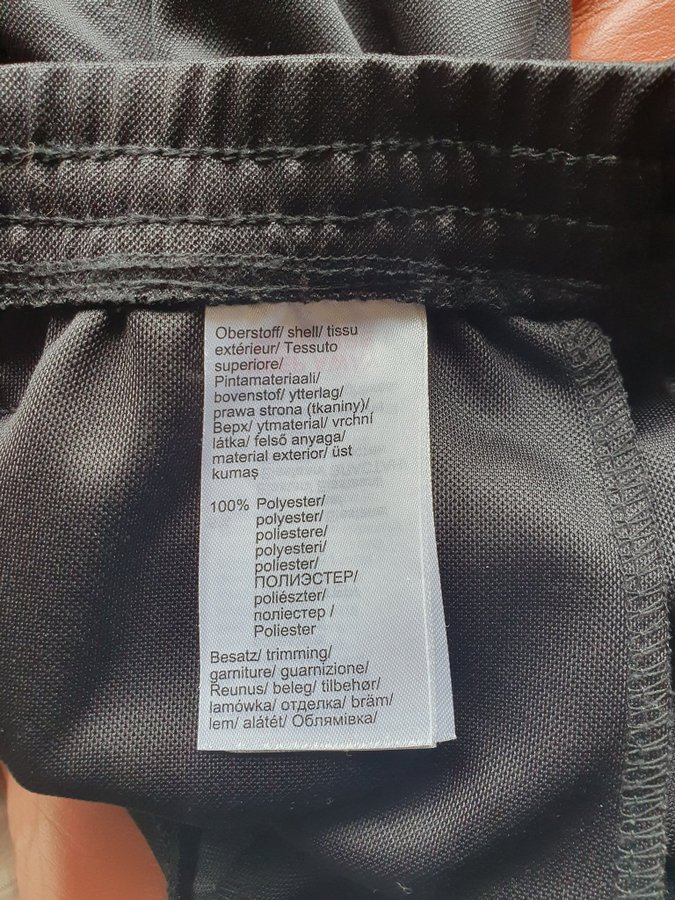 Oberstoff/ shell/ tissu
extérieur/ Tessuto
superiore/
Pintamateriaali/
bovenstof/ ytterlag/
prawa strona (tkaniny)/
Верх/ ytmaterial/ vrchní
látka/ felső anyaga/
material exterior/ üst
kumaş
100% Polyester/
polyester/
poliestere/
polyesteri/
poliester/
ПОЛИЭСТЕР/
poliészter/
поліестер /
Poliester
Besatz/ trimming/
garniture/ guarnizione/
Reunus/ beleg/ tilbehør/
lamówka/ отделка/ bräm/
lem/ alátét/ Облямівка/